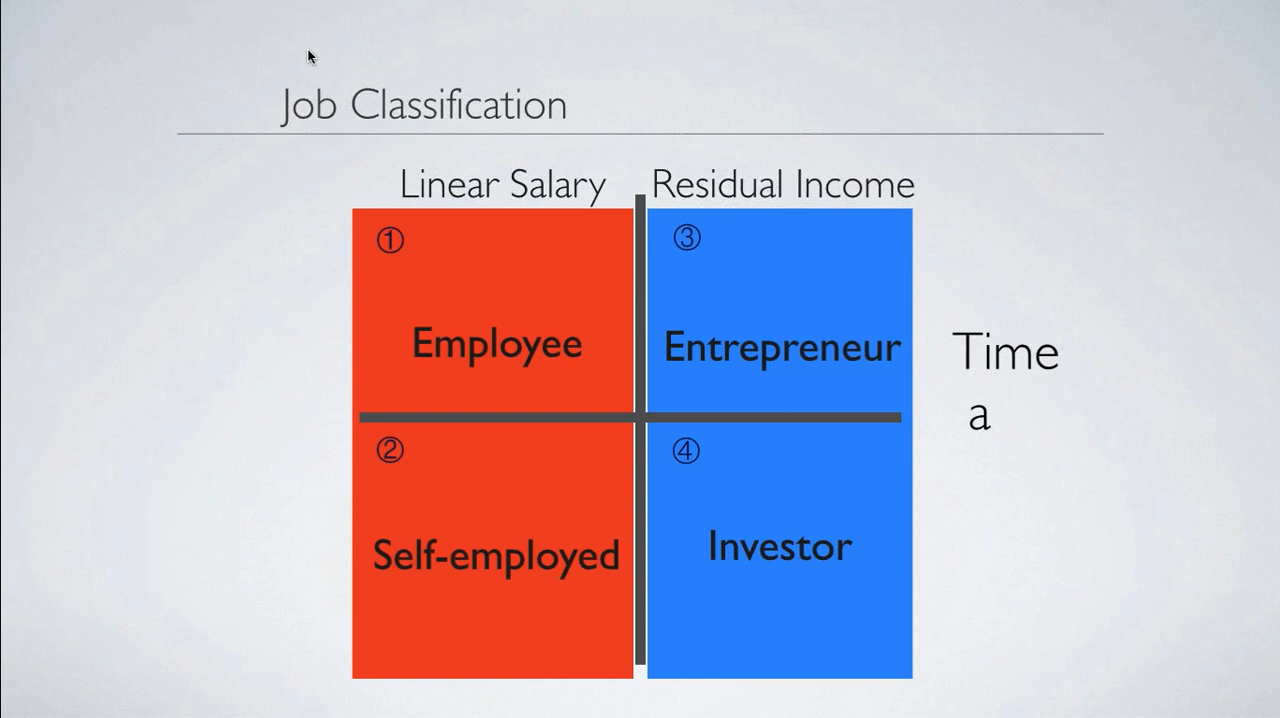 Job Classification
Linear Salary
Residual Income
①
Employee
③
Entrepreneur
②
Self-employed
④
Investor
Time
a